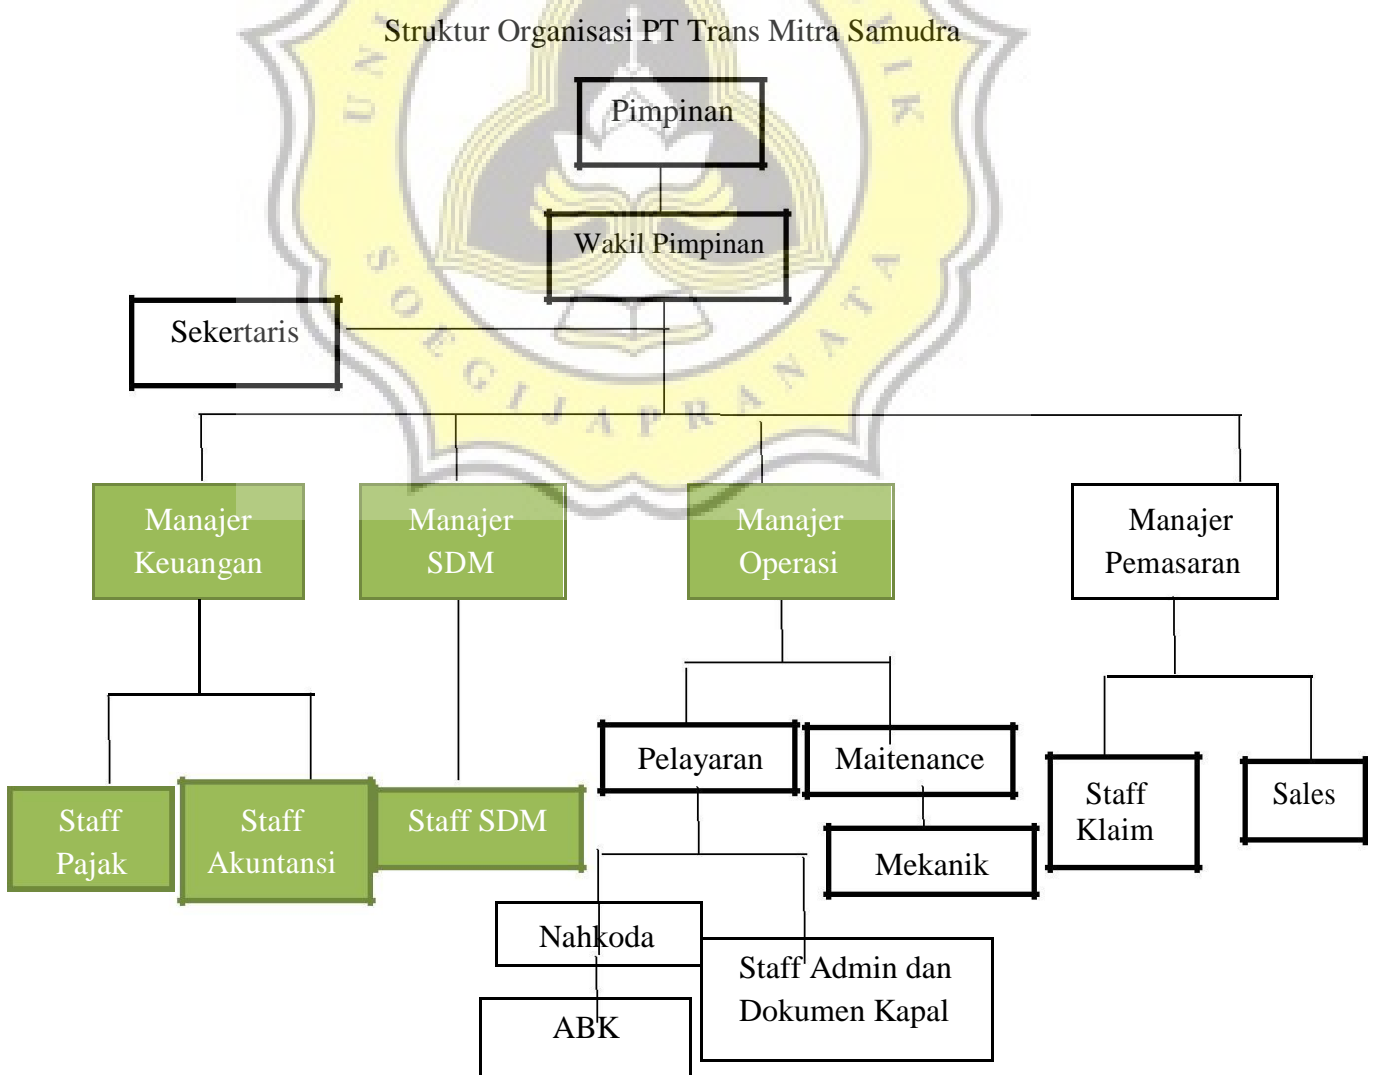 Struktur Organisasi PT Trans Mitra Samudra
Pimpinan
Wakil Pimpinan
Sekertaris
Manajer
Keuangan
Manajer
SDM
Manajer
Operasi
Manajer
Pemasaran
Pelayaran
Maitenance
Staff
Klaim
Sales
Staff
Pajak
Staff
Akuntansi
Staff SDM
Mekanik
Nahkoda
Staff Admin dan
Dokumen Kapal
ABK
SOEGIJAPRANATA